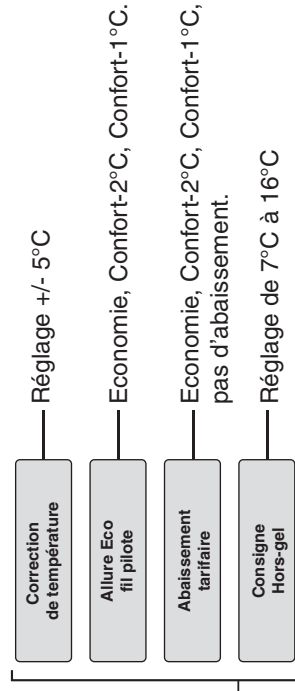 Correction
de température
Réglage +/- 5°C
Allure Eco
fil pilote
Economie, Confort-2°C, Confort-1°C.
Abaissement
tarifaire
Economie, Confort-2°C, Confort-1°C,
pas d'abaissement.
Consigne
Hors-gel
Réglage de 7°C à 16°C